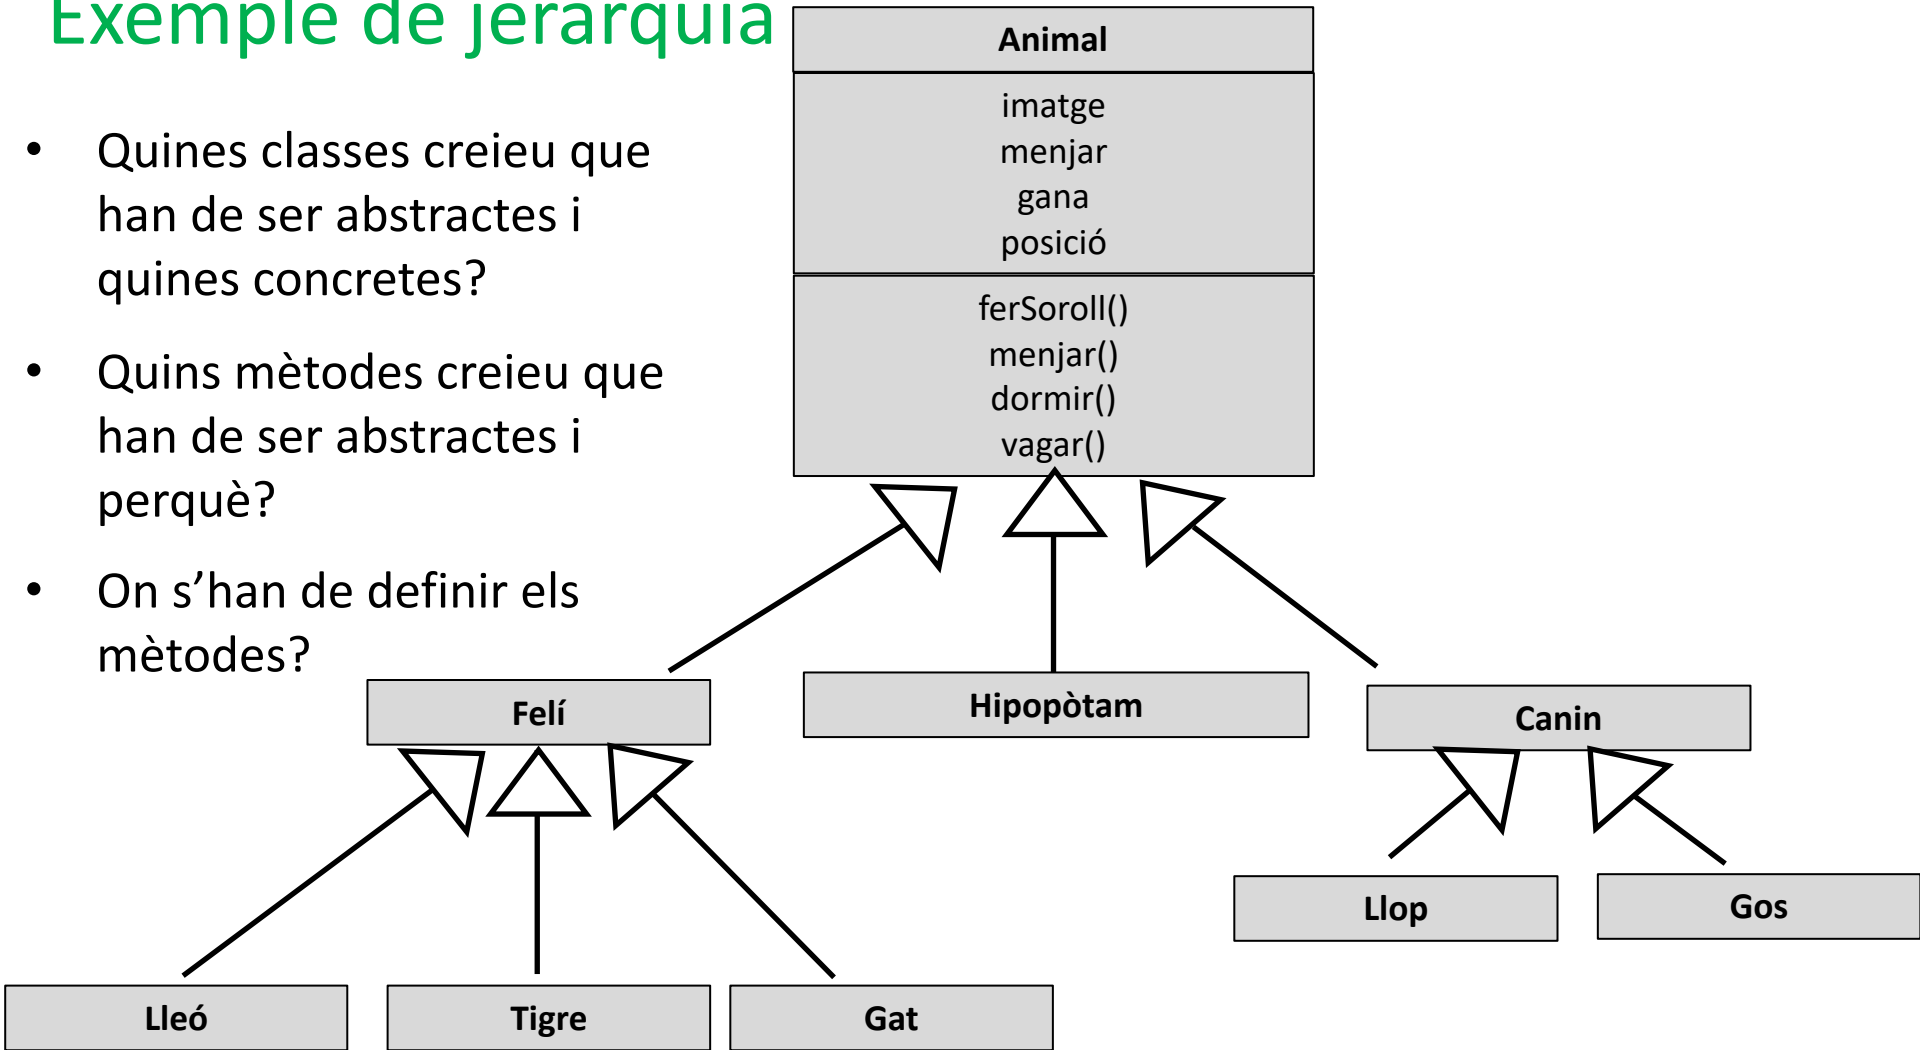 Exemple de jerarquia
• Quines classes creieu que
han de ser abstractes i
quines concretes?
• Quins mètodes creieu que
han de ser abstractes i
perquè?
• On s’han de definir els
mètodes?
Animal
imatge
menjar
gana
posició
ferSoroll()
menjar()
dormir()
vagar()
Felí
Hipopòtam
Canin
Llop
Gos
Lleó
Tigre
Gat